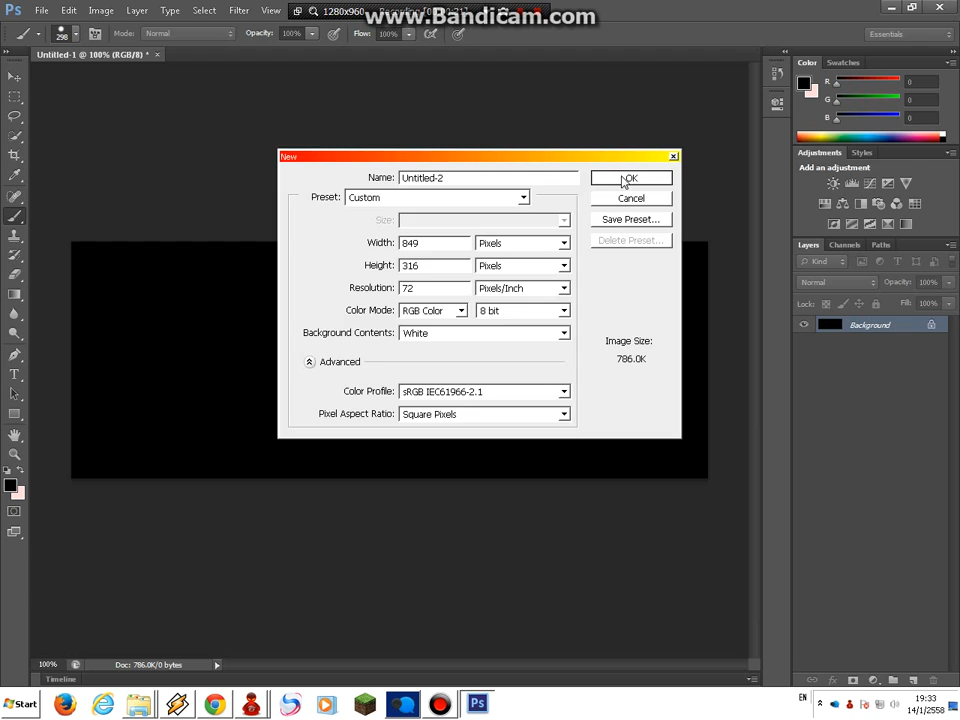 Ps File Edit Image Layer Type Select Filter View 1280x960
www.Bandicam.com
298 Mode: Normal Opacity: 100% Flow: 100% Essentials
Untitled-1 @ 100% (RGB/8) * ×
Color Swatches
R 0
G 0
B 0
Adjustments Styles
Add an adjustment
Layers Channels Paths
Kind
Normal Opacity: 100%
Lock: Fill: 100%
Background
New
Name: Untitled-2 OK
Preset: Custom Cancel
Size: Save Preset...
Width: 849 Pixels Delete Preset...
Height: 316 Pixels
Resolution: 72 Pixels/Inch
Color Mode: RGB Color 8 bit
Background Contents: White
Image Size:
786.0K
Advanced
Color Profile: sRGB IEC61966-2.1
Pixel Aspect Ratio: Square Pixels
100% Doc: 786.0K/0 bytes
Timeline
Start Ps EN 19:33
14/1/2558